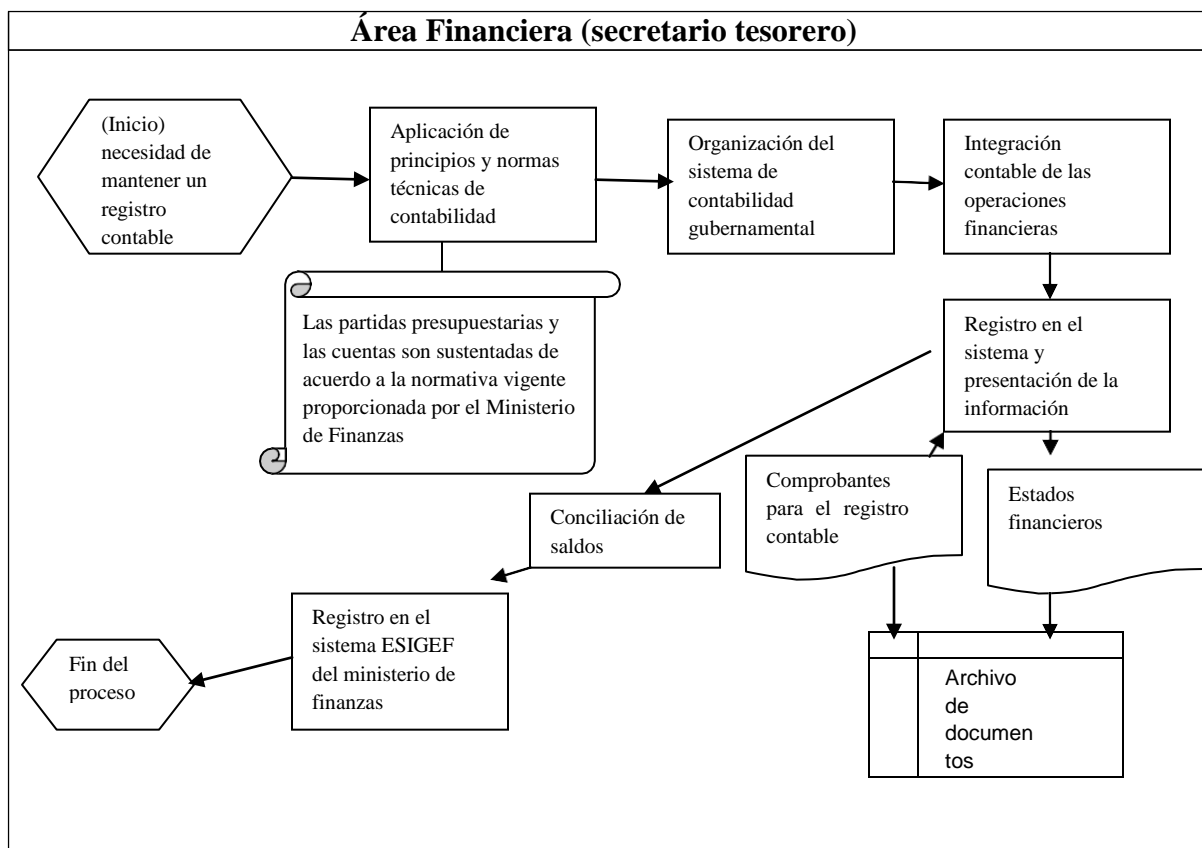 Área Financiera (secretario tesorero)
(Inicio)
necesidad de
mantener un
registro
contable
Aplicación de
principios y normas
técnicas de
contabilidad
Organización del
sistema de
contabilidad
gubernamental
Integración
contable de las
operaciones
financieras
Las partidas presupuestarias y
las cuentas son sustentadas de
acuerdo a la normativa vigente
proporcionada por el Ministerio
de Finanzas
Registro en el
sistema y
presentación de la
información
Comprobantes
para el registro
contable
Estados
financieros
Conciliación de
saldos
Registro en el
sistema ESIGEF
del ministerio de
finanzas
Fin del
proceso
Archivo
de
documen
tos